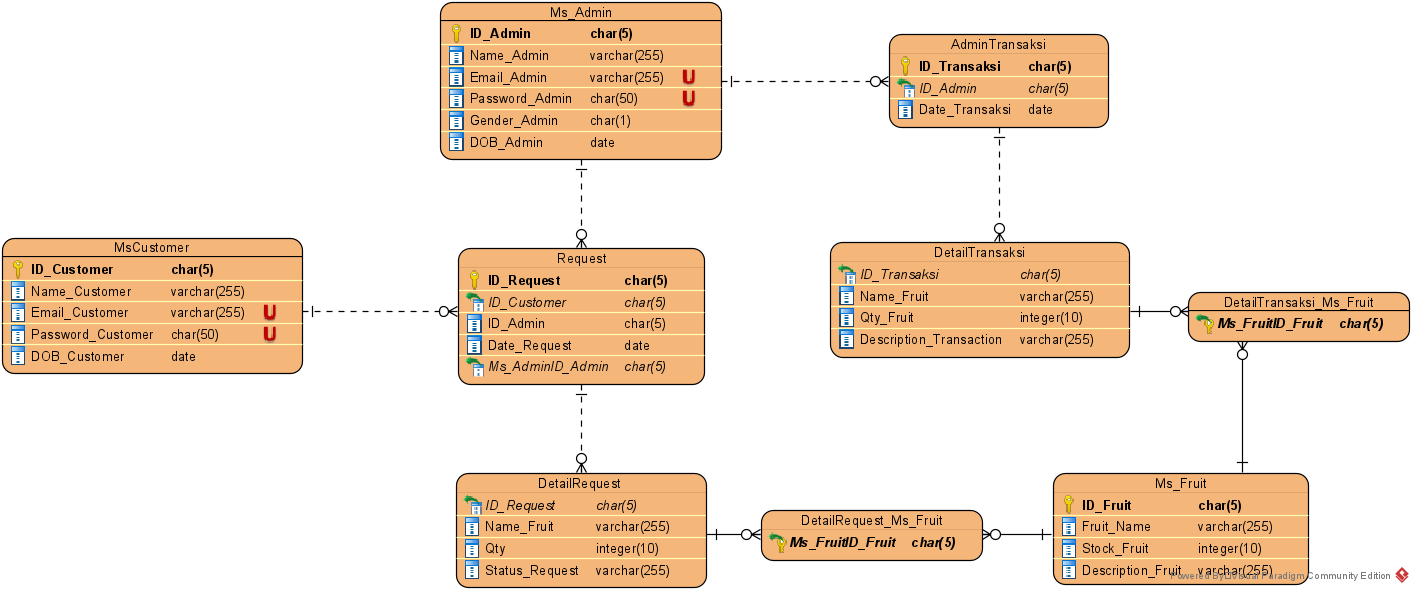 Ms_Admin
ID_Admin char(5)
Name_Admin varchar(255)
Email_Admin varchar(255) U
Password_Admin char(50) U
Gender_Admin char(1)
DOB_Admin date
AdminTransaksi
ID_Transaksi char(5)
ID_Admin char(5)
Date_Transaksi date
MsCustomer
ID_Customer char(5)
Name_Customer varchar(255)
Email_Customer varchar(255) U
Password_Customer char(50) U
DOB_Customer date
Request
ID_Request char(5)
ID_Customer char(5)
ID_Admin char(5)
Date_Request date
Ms_AdminID_Admin char(5)
DetailTransaksi
ID_Transaksi char(5)
Name_Fruit varchar(255)
Qty_Fruit integer(10)
Description_Transaction varchar(255)
DetailTransaksi_Ms_Fruit
Ms_FruitID_Fruit char(5)
DetailRequest
ID_Request char(5)
Name_Fruit varchar(255)
Qty integer(10)
Status_Request varchar(255)
DetailRequest_Ms_Fruit
Ms_FruitID_Fruit char(5)
Ms_Fruit
ID_Fruit char(5)
Fruit_Name varchar(255)
Stock_Fruit integer(10)
Description_Fruit varchar(255)
Powered By Visual Paradigm Community Edition